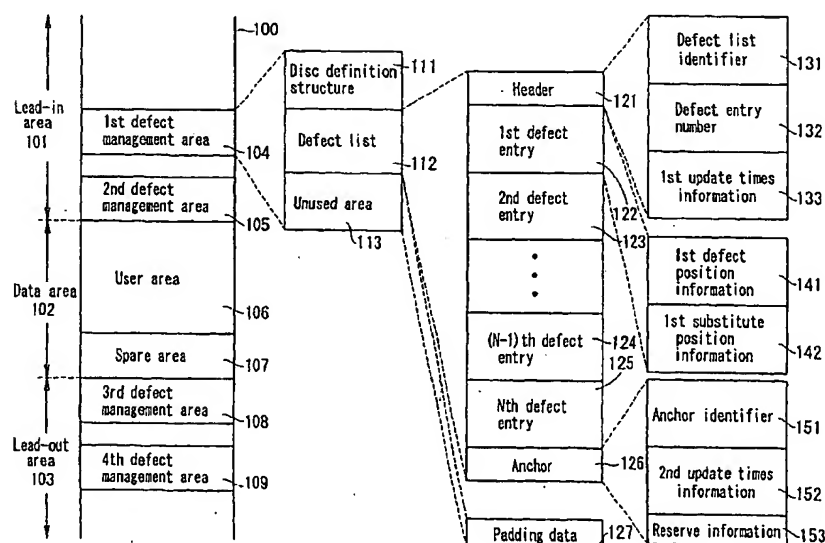 100
Lead-in
area
101
1st defect
management area
104
2nd defect
management area
105
Data area
102
User area
106
Spare area
107
Lead-out
area
103
3rd defect
management area
108
4th defect
management area
109
Disc definition
structure
111
Defect list
112
Unused area
113
Header
121
1st defect
entry
122
2nd defect
entry
123
(N-1)th defect
entry
124
Nth defect
entry
125
Anchor
126
Padding data
127
Defect list
identifier
131
Defect entry
number
132
1st update times
information
133
1st defect
position
information
141
1st substitute
position
information
142
Anchor identifier
151
2nd update times
information
152
Reserve information
153